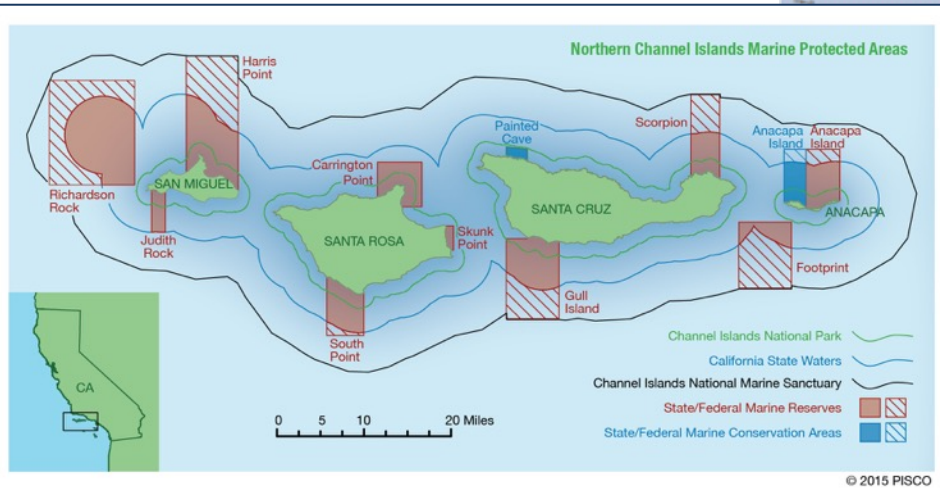 Northern Channel Islands Marine Protected Areas
Harris
Point
Richardson
Rock
SAN MIGUEL
Judith
Rock
Carrington
Point
SANTA ROSA
Skunk
Point
South
Point
Painted
Cave
SANTA CRUZ
Gull
Island
Scorpion
Anacapa
Island
Anacapa
Island
ANACAPA
Footprint
CA
0 5 10 20 Miles
Channel Islands National Park
California State Waters
Channel Islands National Marine Sanctuary
State/Federal Marine Reserves
State/Federal Marine Conservation Areas
© 2015 PISCO